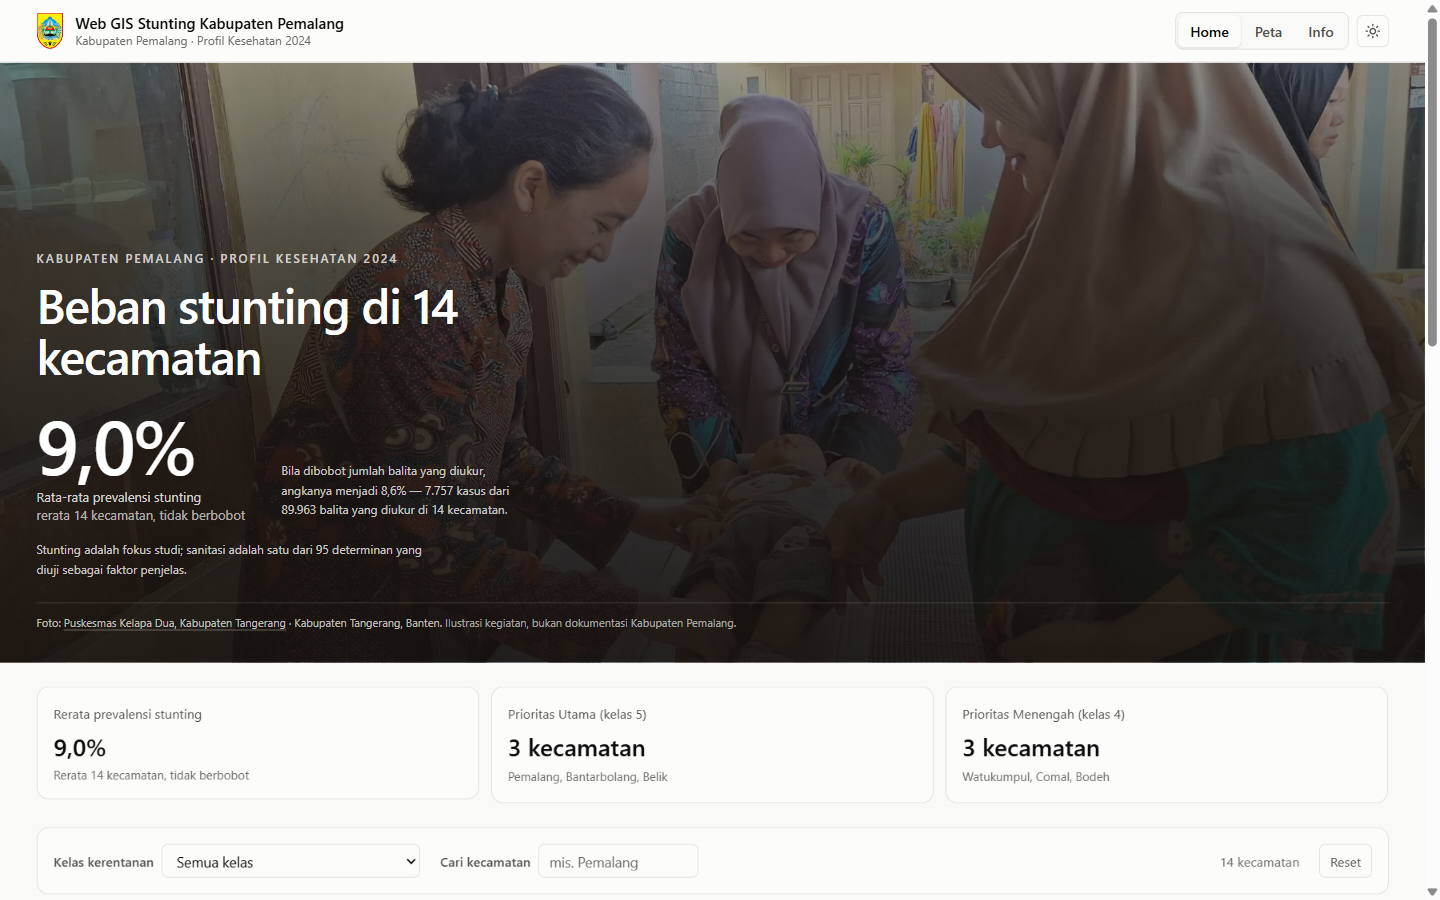 Web GIS Stunting Kabupaten Pemalang
Kabupaten Pemalang · Profil Kesehatan 2024
Home
Peta
Info
KABUPATEN PEMALANG · PROFIL KESEHATAN 2024
Beban stunting di 14
kecamatan
9,0%
Rata-rata prevalensi stunting
rerata 14 kecamatan, tidak berbobot
Bila dibobot jumlah balita yang diukur,
angkanya menjadi 8,6% — 7.757 kasus dari
89.963 balita yang diukur di 14 kecamatan.
Stunting adalah fokus studi; sanitasi adalah satu dari 95 determinan yang
diuji sebagai faktor penjelas.
Foto: Puskesmas Kelapa Dua, Kabupaten Tangerang · Kabupaten Tangerang, Banten. Ilustrasi kegiatan, bukan dokumentasi Kabupaten Pemalang.
Rerata prevalensi stunting
9,0%
Rerata 14 kecamatan, tidak berbobot
Prioritas Utama (kelas 5)
3 kecamatan
Pemalang, Bantarbolang, Belik
Prioritas Menengah (kelas 4)
3 kecamatan
Watukumpul, Comal, Bodeh
Kelas kerentanan
Semua kelas
Cari kecamatan
mis. Pemalang
14 kecamatan
Reset